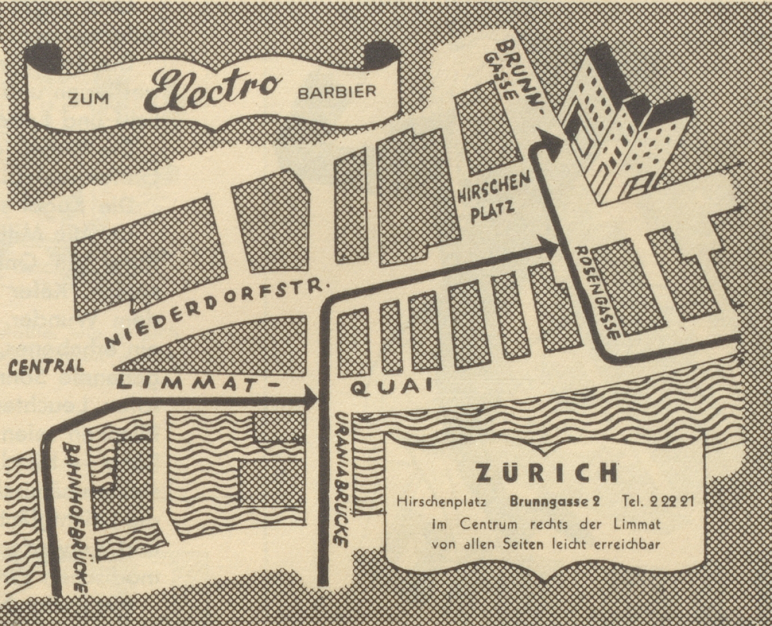 ZUM Electro BARBIER
BRUNN-
GASSE
HIRSCHEN
PLATZ
NIEDERDORFSTR.
ROSENGASSE
CENTRAL
LIMMAT- QUAI
BAHNHOFBRÜCKE
URANIABRÜCKE
ZÜRICH
Hirschenplatz Brunngasse 2 Tel. 2 22 21
im Centrum rechts der Limmat
von allen Seiten leicht erreichbar